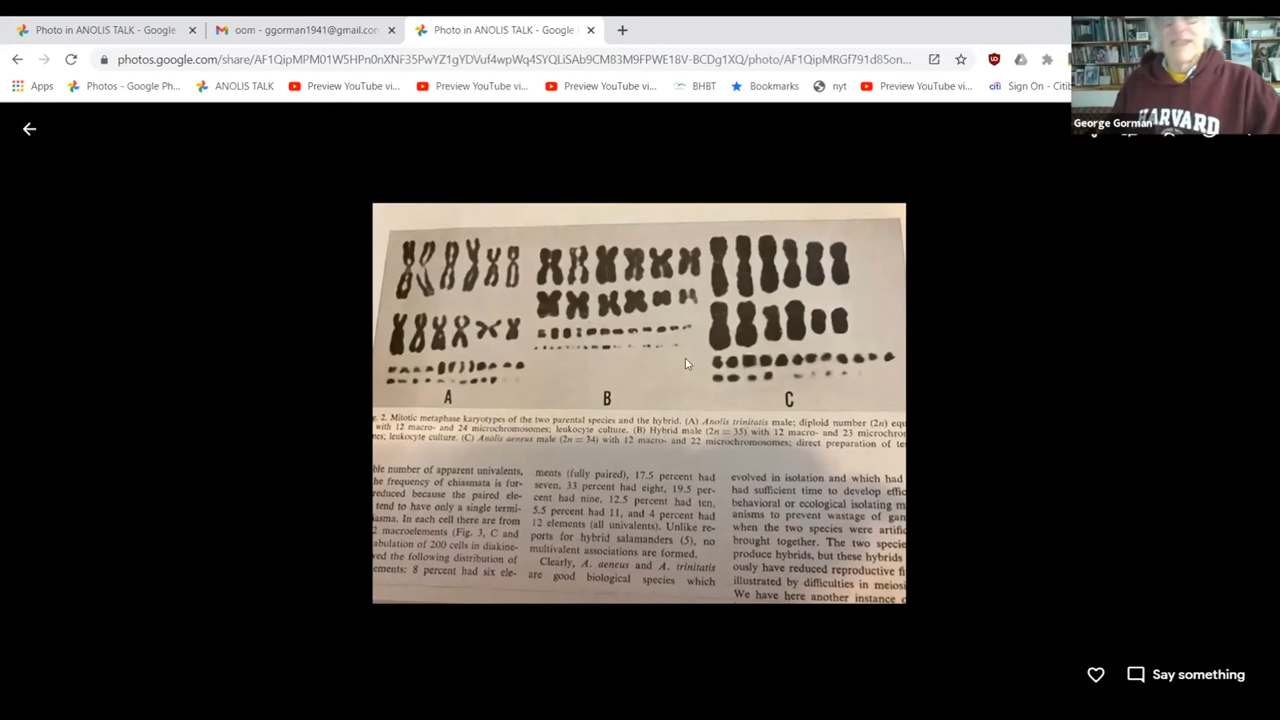 Photo in ANOLIS TALK - Google
oom - ggorman1941@gmail.con
Photo in ANOLIS TALK - Google
photos.google.com/share/AF1QipMPM01W5HPn0nXNF35PwYZ1gYDVuf4wpWq4SYQLiSAb9CM83M9FPWE18V-BCDg1XQ/photo/AF1QipMRGf791d85on...
Apps
Photos - Google Ph...
ANOLIS TALK
Preview YouTube vi...
Preview YouTube vi...
Preview YouTube vi...
BHBT
Bookmarks
nyt
Preview YouTube vi...
citi Sign On - Citib
HARVARD
George Gorman
A B C
g. 2. Mitotic metaphase karyotypes of the two parental species and the hybrid. (A) Anolis trinitatis male; diploid number (2n) equ
with 12 macro- and 24 microchromosomes; leukocyte culture. (B) Hybrid male (2n = 35) with 12 macro- and 23 microchron
nes; leukocyte culture. (C) Anolis aeneus male (2n = 34) with 12 macro- and 22 microchromosomes; direct preparation of te
ble number of apparent univalents,
he frequency of chiasmata is fur-
reduced because the paired ele-
tend to have only a single termi-
iasma. In each cell there are from
2 macroelements (Fig. 3, C and
abulation of 200 cells in diakine-
ved the following distribution of
ements: 8 percent had six ele-
ments (fully paired), 17.5 percent had
seven, 33 percent had eight, 19.5 per-
cent had nine, 12.5 percent had ten,
5.5 percent had 11, and 4 percent had
12 elements (all univalents). Unlike re-
ports for hybrid salamanders (5), no
multivalent associations are formed.
Clearly, A. aeneus and A. trinitatis
are good biological species which
evolved in isolation and which had
had sufficient time to develop effic
behavioral or ecological isolating m
anisms to prevent wastage of gan
when the two species were artific
brought together. The two specie
produce hybrids, but these hybrids
ously have reduced reproductive fi
illustrated by difficulties in meiosi
We have here another instance o
Say something